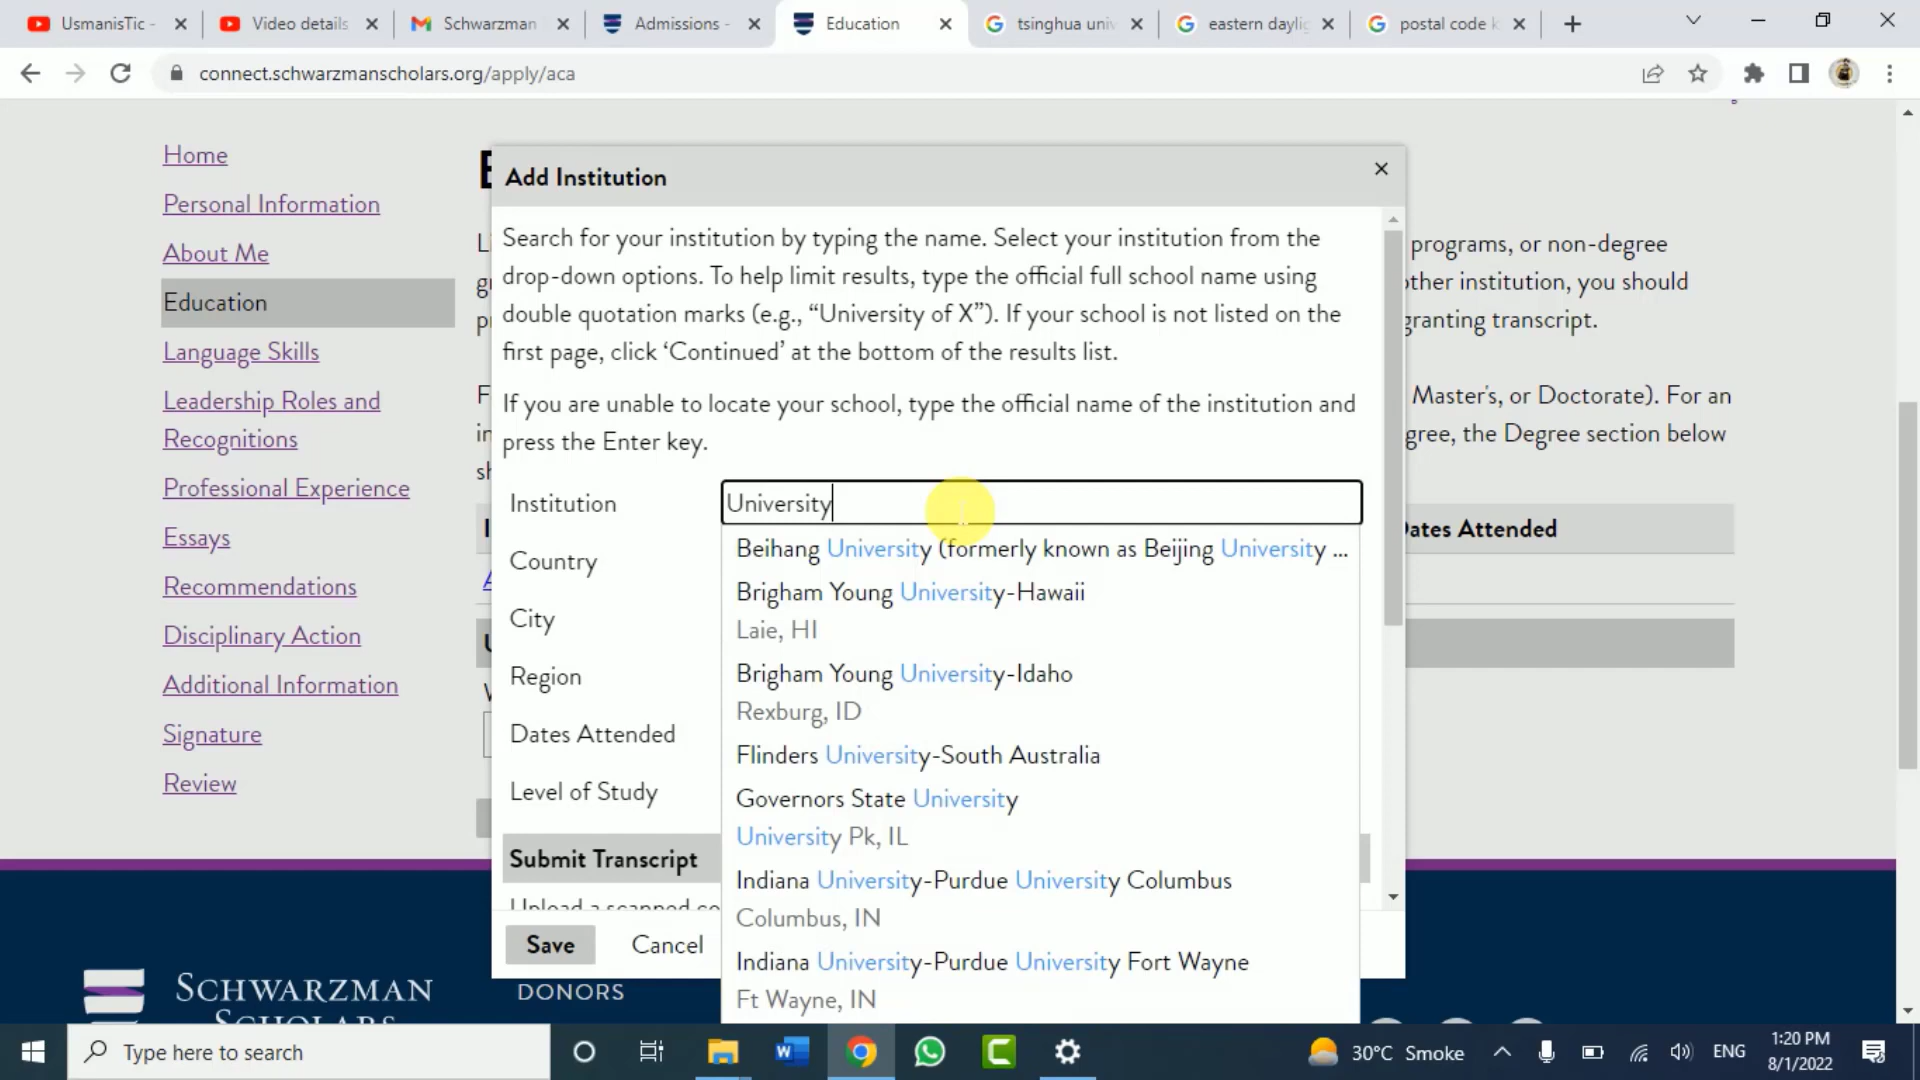 UsmanisTic -
Video details
Schwarzman
Admissions -
Education
tsinghua univ
eastern daylig
postal code k
connect.schwarzmanscholars.org/apply/aca
Home
Personal Information
About Me
Education
Language Skills
Leadership Roles and
Recognitions
Professional Experience
Essays
Recommendations
Disciplinary Action
Additional Information
Signature
Review
programs, or non-degree
other institution, you should
granting transcript.
Master's, or Doctorate). For an
gree, the Degree section below
Dates Attended
Add Institution
Search for your institution by typing the name. Select your institution from the
drop-down options. To help limit results, type the official full school name using
double quotation marks (e.g., “University of X”). If your school is not listed on the
first page, click ‘Continued’ at the bottom of the results list.
If you are unable to locate your school, type the official name of the institution and
press the Enter key.
Institution
University
Country
City
Region
Dates Attended
Level of Study
Submit Transcript
Upload a scanned co
Save
Cancel
Beihang University (formerly known as Beijing University ...
Brigham Young University-Hawaii
Laie, HI
Brigham Young University-Idaho
Rexburg, ID
Flinders University-South Australia
Governors State University
University Pk, IL
Indiana University-Purdue University Columbus
Columbus, IN
Indiana University-Purdue University Fort Wayne
Ft Wayne, IN
SCHWARZMAN
SCHOLARS
DONORS
Type here to search
30°C Smoke
ENG
1:20 PM
8/1/2022